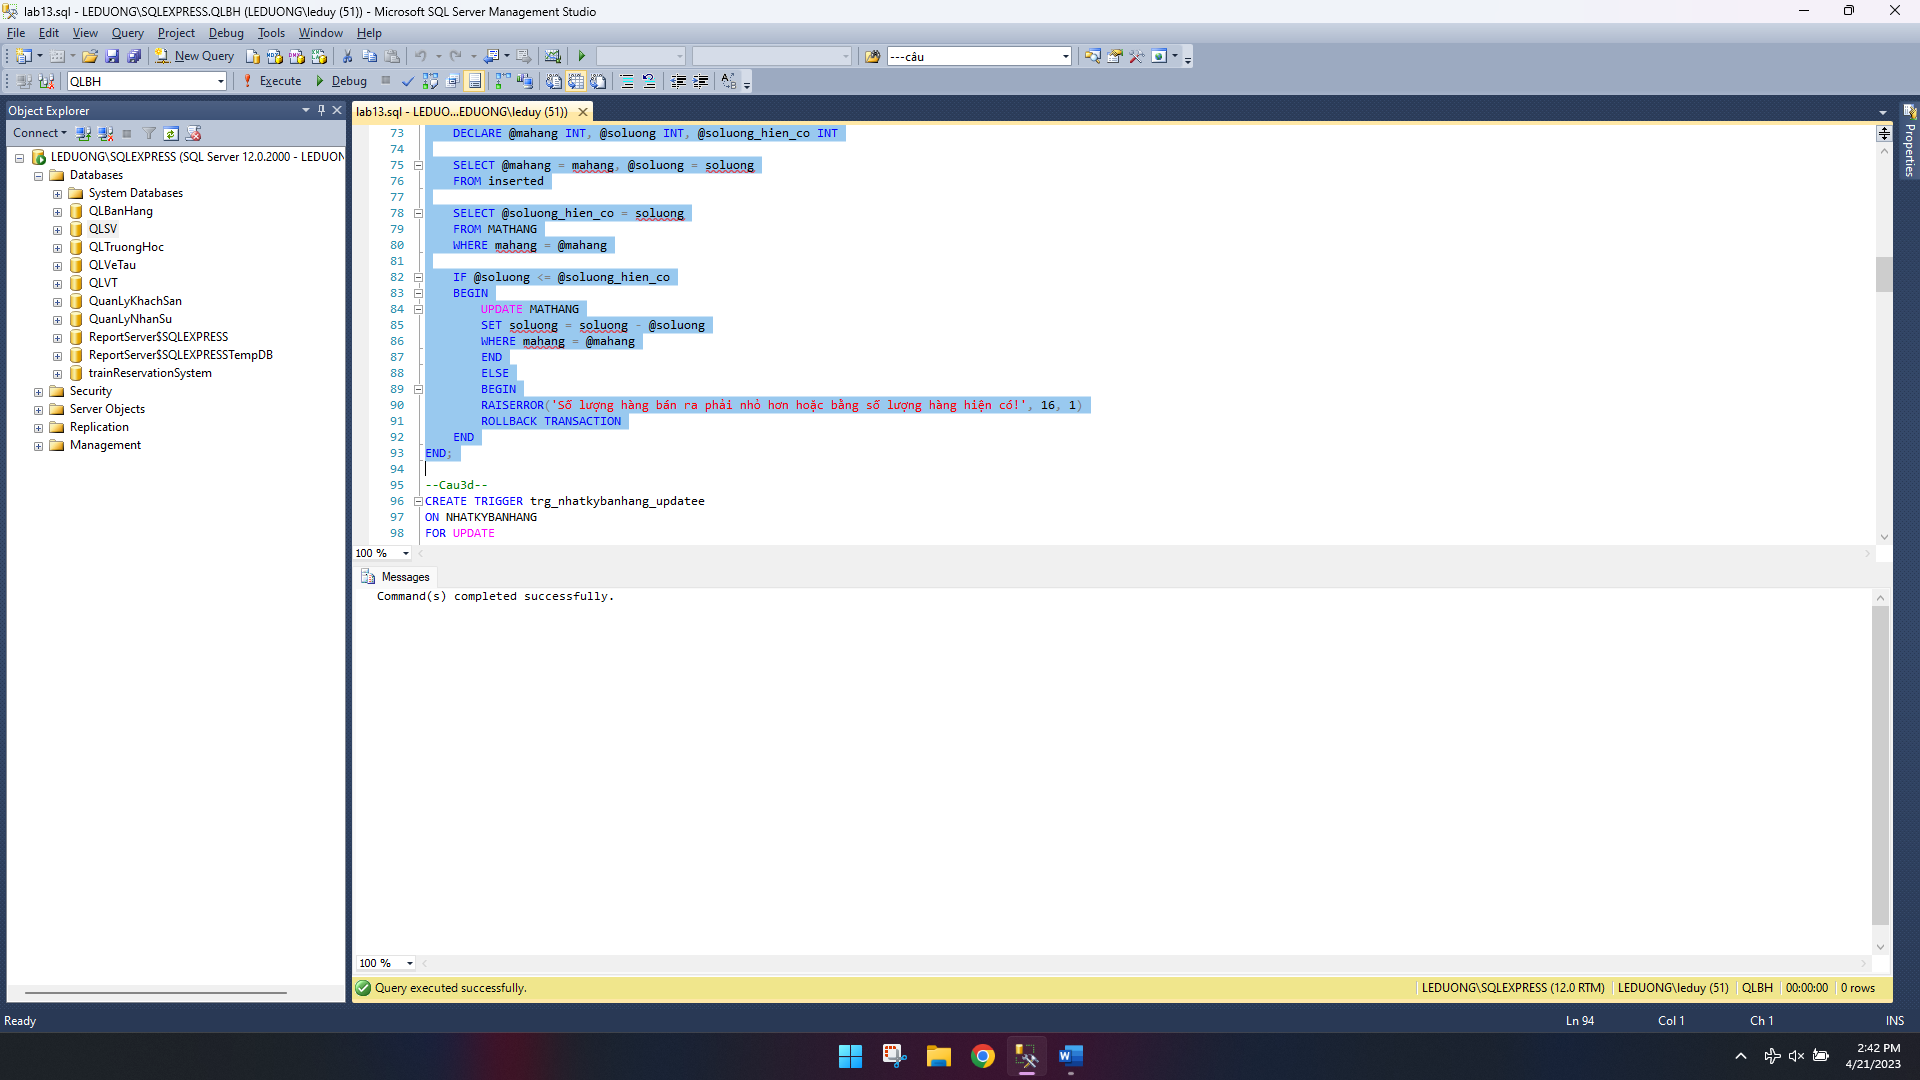 lab13.sql - LEDUONG\SQLEXPRESS.QLBH (LEDUONG\leduy (51)) - Microsoft SQL Server Management Studio
File Edit View Query Project Debug Tools Window Help
New Query ---câu
QLBH Execute Debug
Object Explorer
Connect
LEDUONG\SQLEXPRESS (SQL Server 12.0.2000 - LEDUON
Databases
System Databases
QLBanHang
QLSV
QLTruongHoc
QLVeTau
QLVT
QuanLyKhachSan
QuanLyNhanSu
ReportServer$SQLEXPRESS
ReportServer$SQLEXPRESSTempDB
trainReservationSystem
Security
Server Objects
Replication
Management
lab13.sql - LEDUO...EDUONG\leduy (51))
73 DECLARE @mahang INT, @soluong INT, @soluong_hien_co INT
74
75 SELECT @mahang = mahang, @soluong = soluong
76 FROM inserted
77
78 SELECT @soluong_hien_co = soluong
79 FROM MATHANG
80 WHERE mahang = @mahang
81
82 IF @soluong <= @soluong_hien_co
83 BEGIN
84 UPDATE MATHANG
85 SET soluong = soluong - @soluong
86 WHERE mahang = @mahang
87 END
88 ELSE
89 BEGIN
90 RAISERROR('Số lượng hàng bán ra phải nhỏ hơn hoặc bằng số lượng hàng hiện có!', 16, 1)
91 ROLLBACK TRANSACTION
92 END
93 END;
94
95 --Cau3d--
96 CREATE TRIGGER trg_nhatkybanhang_updatee
97 ON NHATKYBANHANG
98 FOR UPDATE
100 %
Messages
Command(s) completed successfully.
100 %
Query executed successfully. LEDUONG\SQLEXPRESS (12.0 RTM) LEDUONG\leduy (51) QLBH 00:00:00 0 rows
Properties
Ready Ln 94 Col 1 Ch 1 INS
2:42 PM
4/21/2023